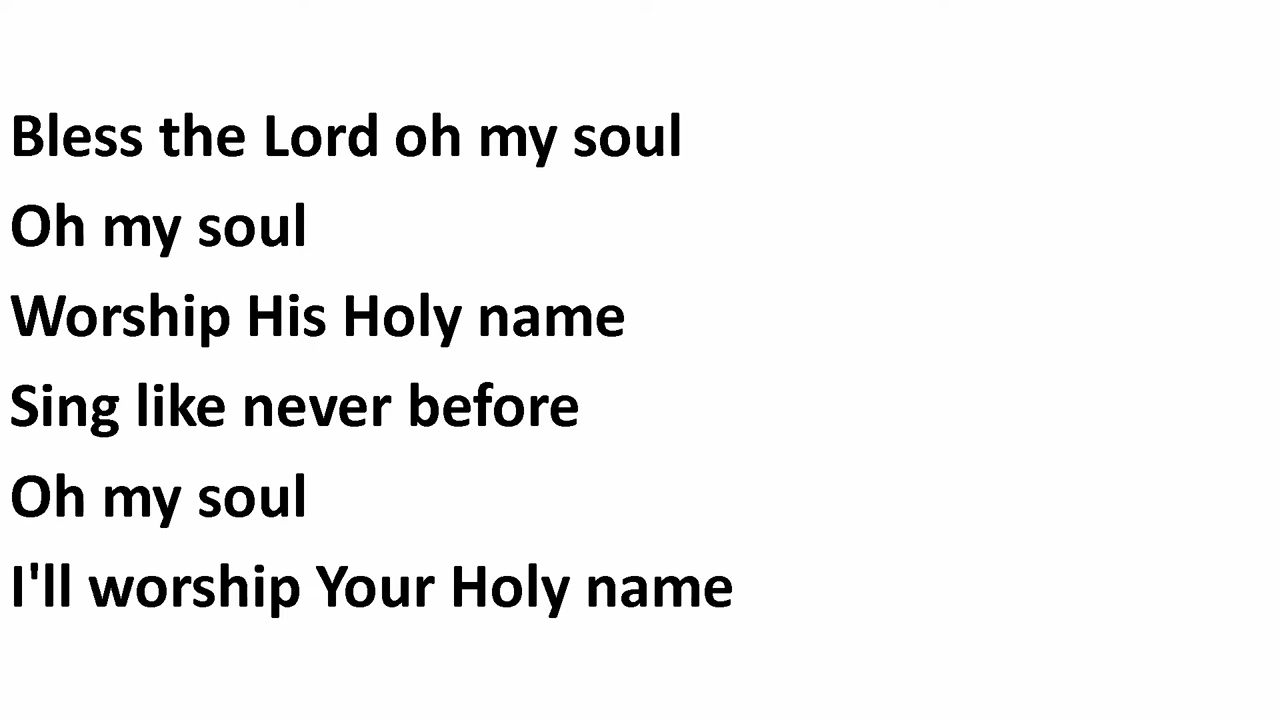 Bless the Lord oh my soul
Oh my soul
Worship His Holy name
Sing like never before
Oh my soul
I'll worship Your Holy name